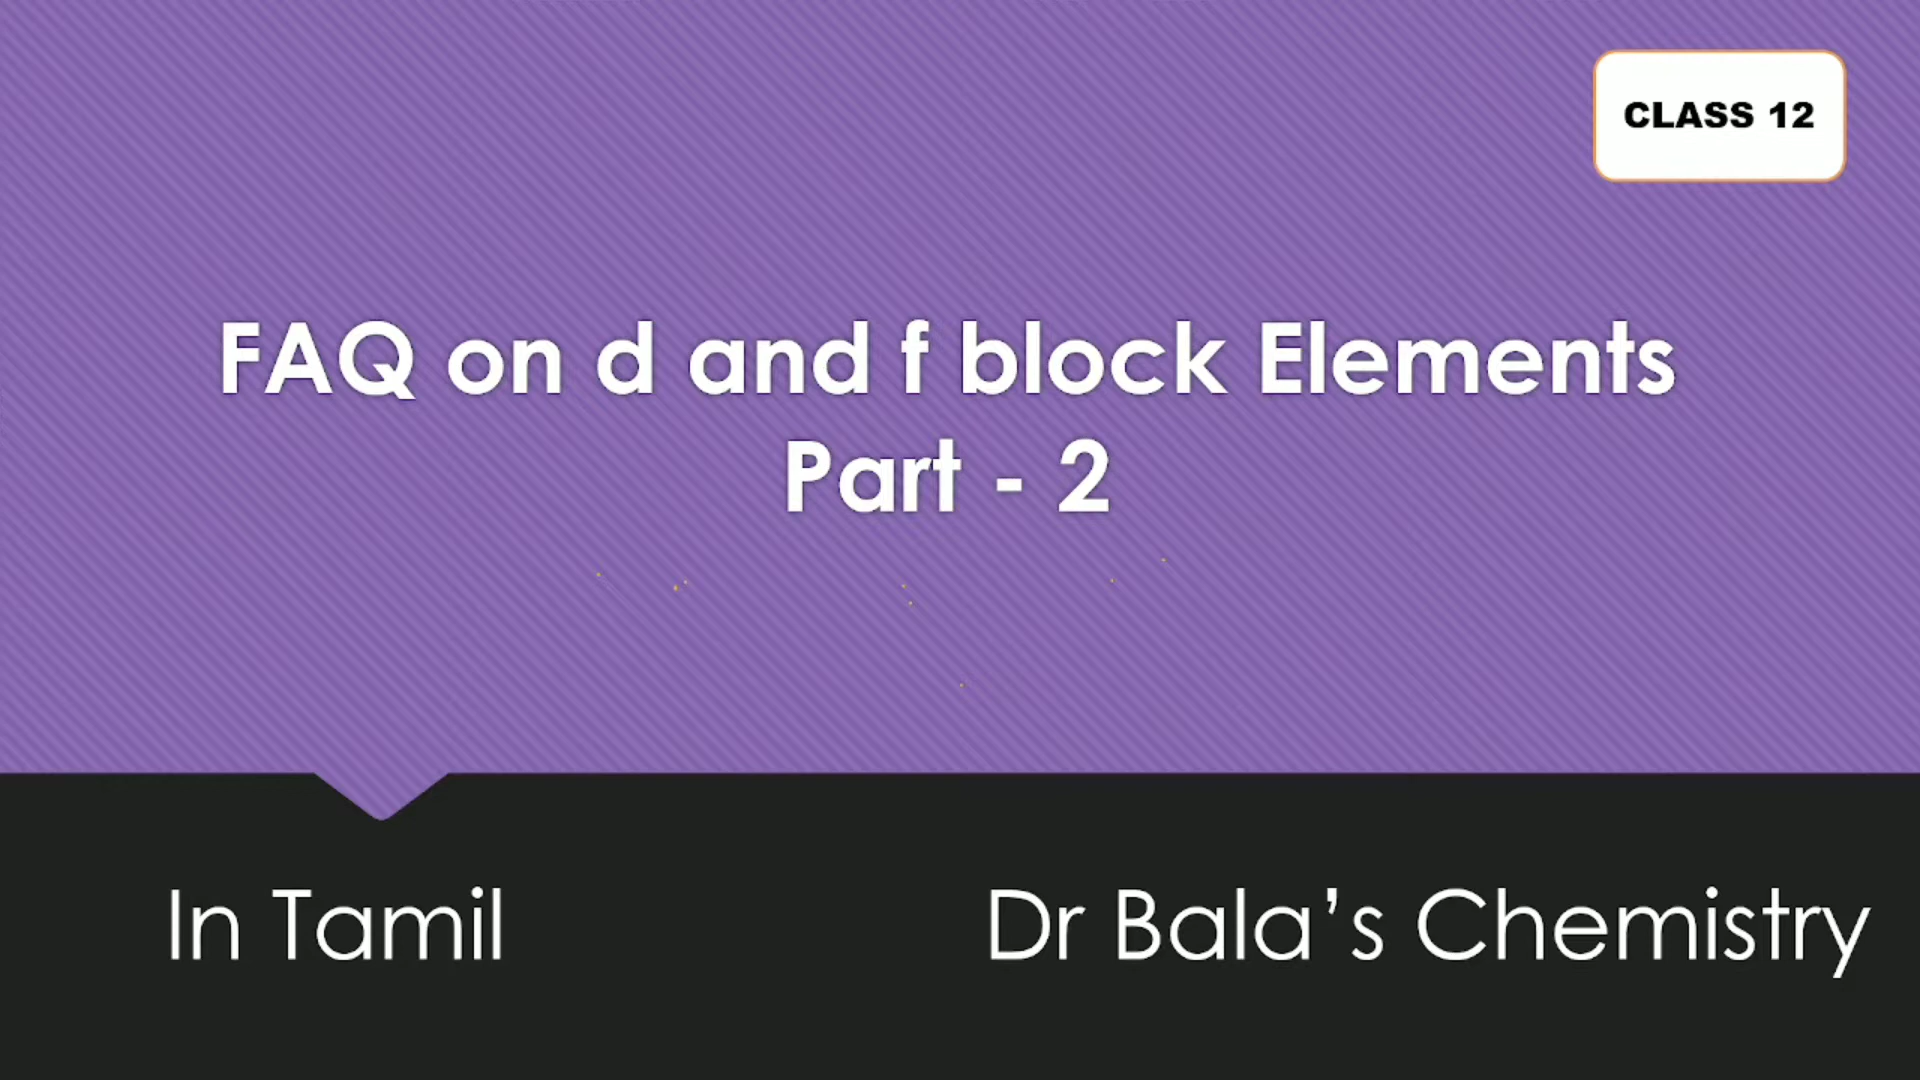 CLASS 12
FAQ on d and f block Elements
Part - 2
In Tamil
Dr Bala’s Chemistry